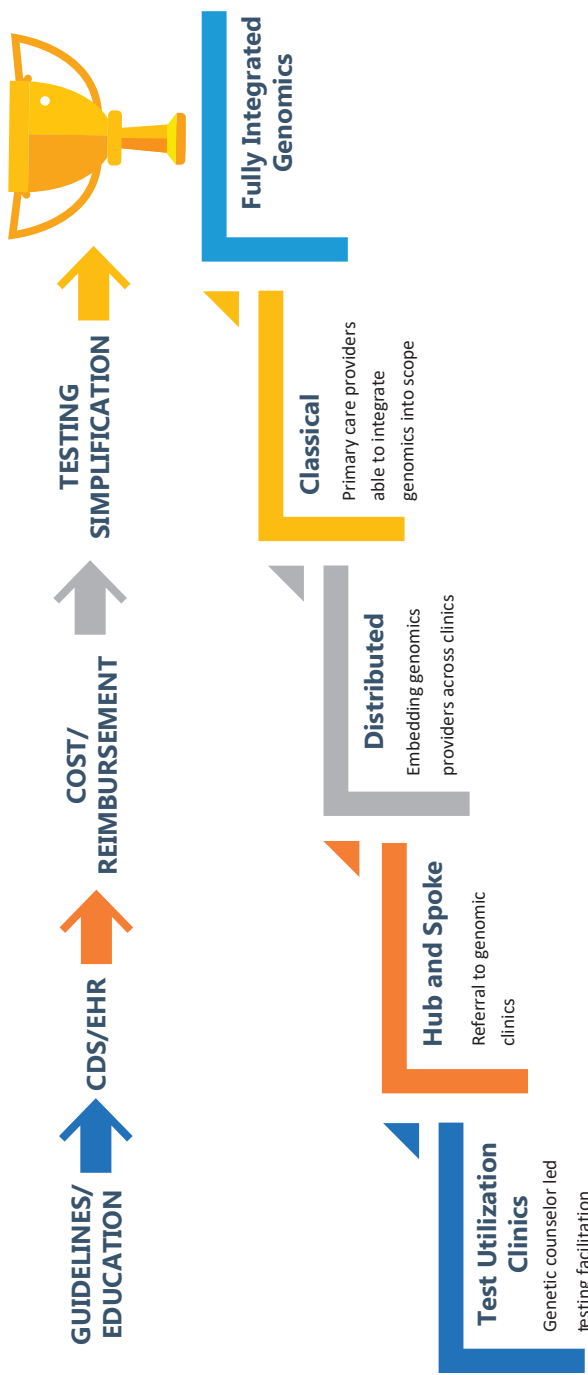 GUIDELINES/
EDUCATION
CDS/EHR
COST/
REIMBURSEMENT
TESTING
SIMPLIFICATION
Test Utilization
Clinics
Genetic counselor led
testing facilitation
Hub and Spoke
Referral to genomic
clinics
Distributed
Embedding genomics
providers across clinics
Classical
Primary care providers
able to integrate
genomics into scope
Fully Integrated
Genomics